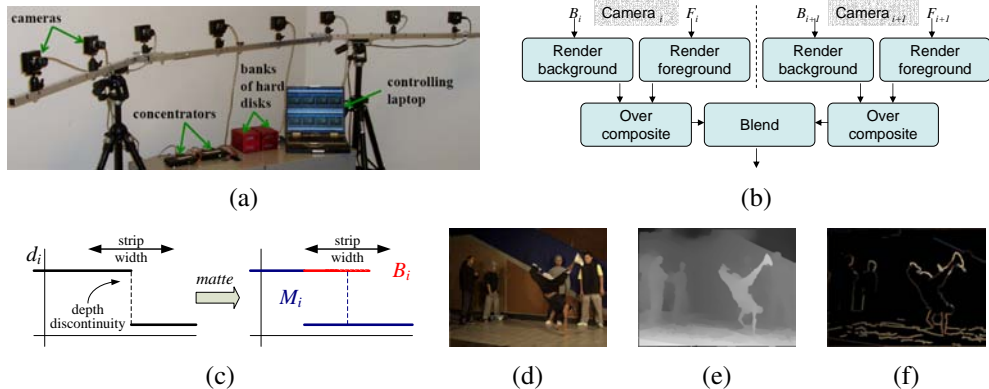 cameras
concentrators
banks
of hard
disks
controlling
laptop
(a)
B_i Camera_i F_i
B_{i+1} Camera_{i+1} F_{i+1}
Render
background
Render
foreground
Render
background
Render
foreground
Over
composite
Blend
Over
composite
(b)
d_i
strip
width
depth
discontinuity
matte
strip
width
M_i
B_i
(c)
(d)
(e)
(f)